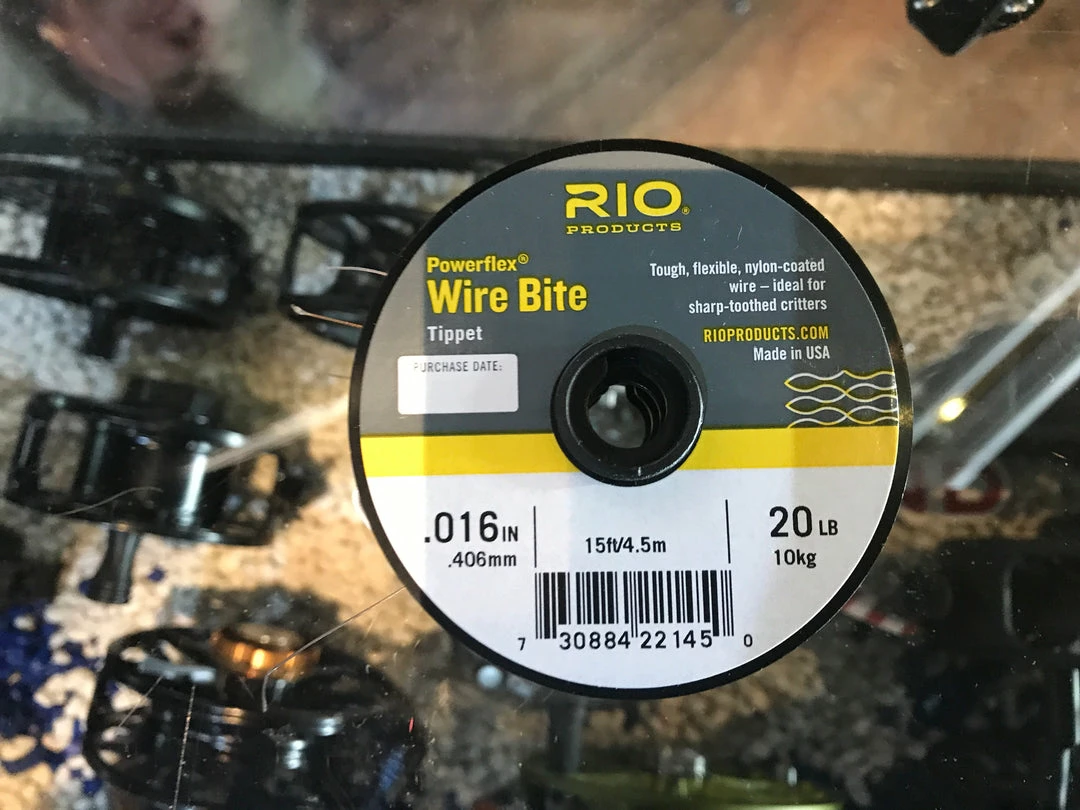 RIO®
PRODUCTS
Powerflex®
Wire Bite
Tippet
PURCHASE DATE:
Tough, flexible, nylon-coated
wire – ideal for
sharp-toothed critters
RIOPRODUCTS.COM
Made in USA
.016IN
.406mm
15ft/4.5m
20LB
10kg
7 30884 22145 0